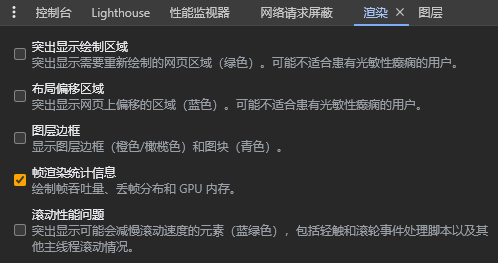 控制台 Lighthouse 性能监视器 网络请求屏蔽 渲染 × 图层
突出显示绘制区域
突出显示需要重新绘制的网页区域（绿色）。可能不适合患有光敏性癫痫的用户。
布局偏移区域
突出显示网页上偏移的区域（蓝色）。可能不适合患有光敏性癫痫的用户。
图层边框
显示图层边框（橙色/橄榄色）和图块（青色）。
帧渲染统计信息
绘制帧吞吐量、丢帧分布和 GPU 内存。
滚动性能问题
突出显示可能会减慢滚动速度的元素（蓝绿色），包括轻触和滚轮事件处理脚本以及其
他主线程滚动情况。